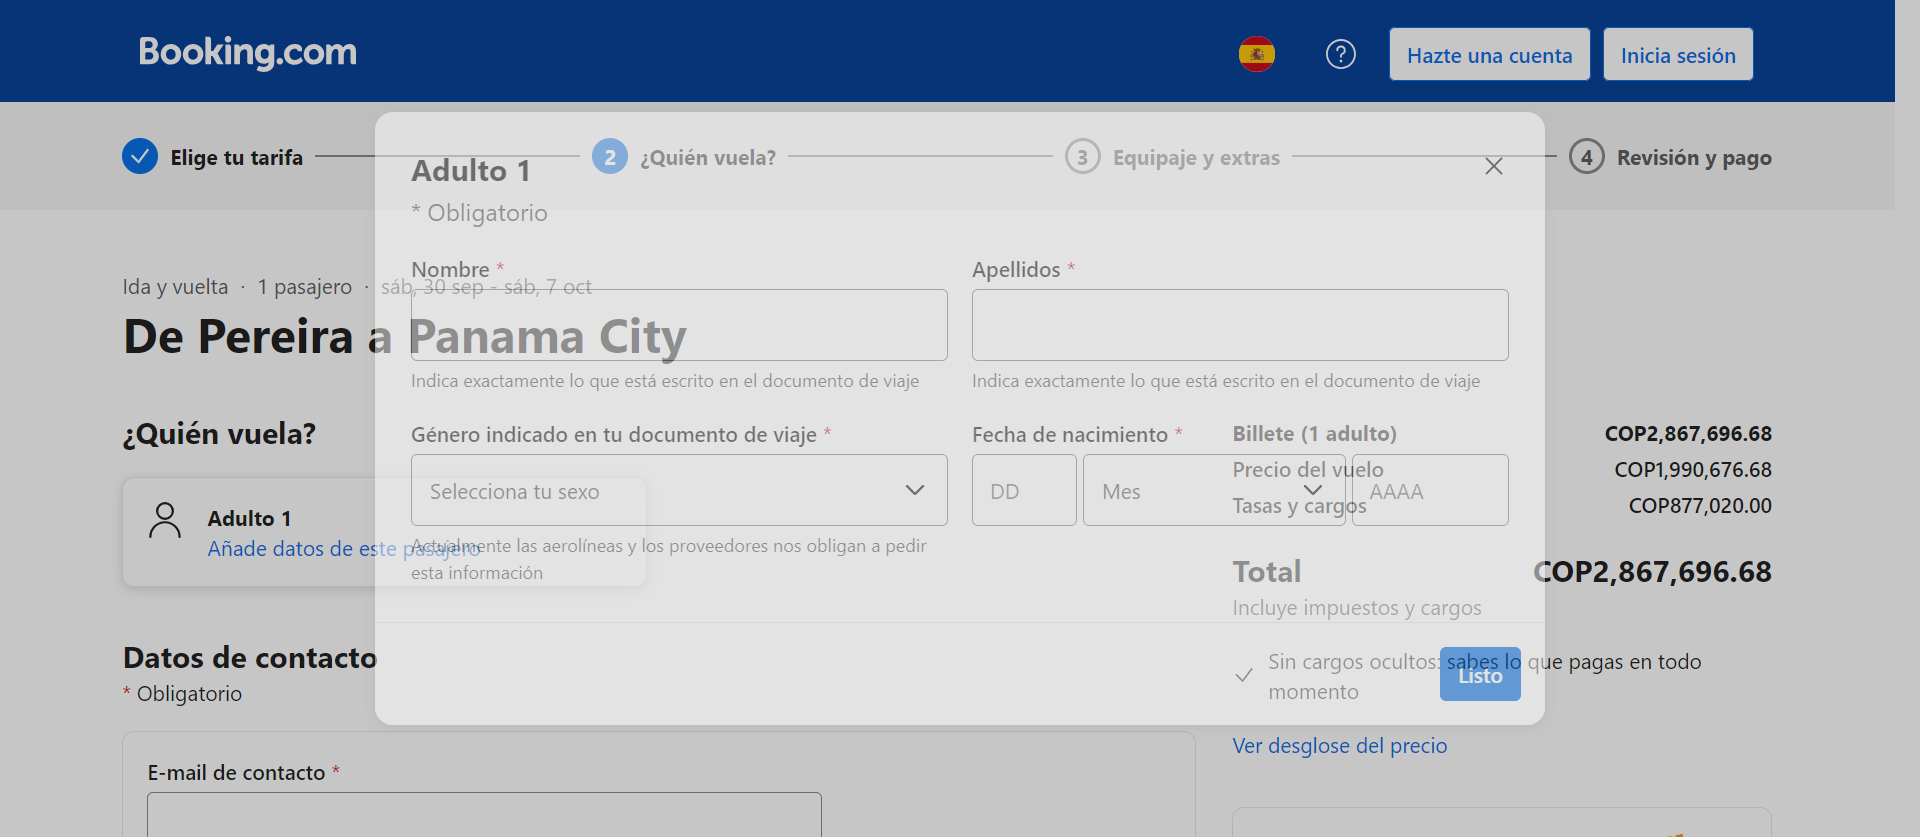 Booking.com
?
Hazte una cuenta
Inicia sesión
Elige tu tarifa
2 ¿Quién vuela?
3 Equipaje y extras
4 Revisión y pago
Adulto 1
* Obligatorio
Nombre *
Apellidos *
Ida y vuelta · 1 pasajero · sáb, 30 sep - sáb, 7 oct
De Pereira a Panama City
Indica exactamente lo que está escrito en el documento de viaje
Indica exactamente lo que está escrito en el documento de viaje
¿Quién vuela?
Género indicado en tu documento de viaje *
Fecha de nacimiento *
Selecciona tu sexo
DD
Mes
AAAA
Billete (1 adulto) COP2,867,696.68
Precio del vuelo COP1,990,676.68
Tasas y cargos COP877,020.00
Adulto 1
Añade datos de este pasajero
Actualmente las aerolíneas y los proveedores nos obligan a pedir
esta información
Total COP2,867,696.68
Incluye impuestos y cargos
Sin cargos ocultos: sabes lo que pagas en todo
momento
Listo
Ver desglose del precio
Datos de contacto
* Obligatorio
E-mail de contacto *